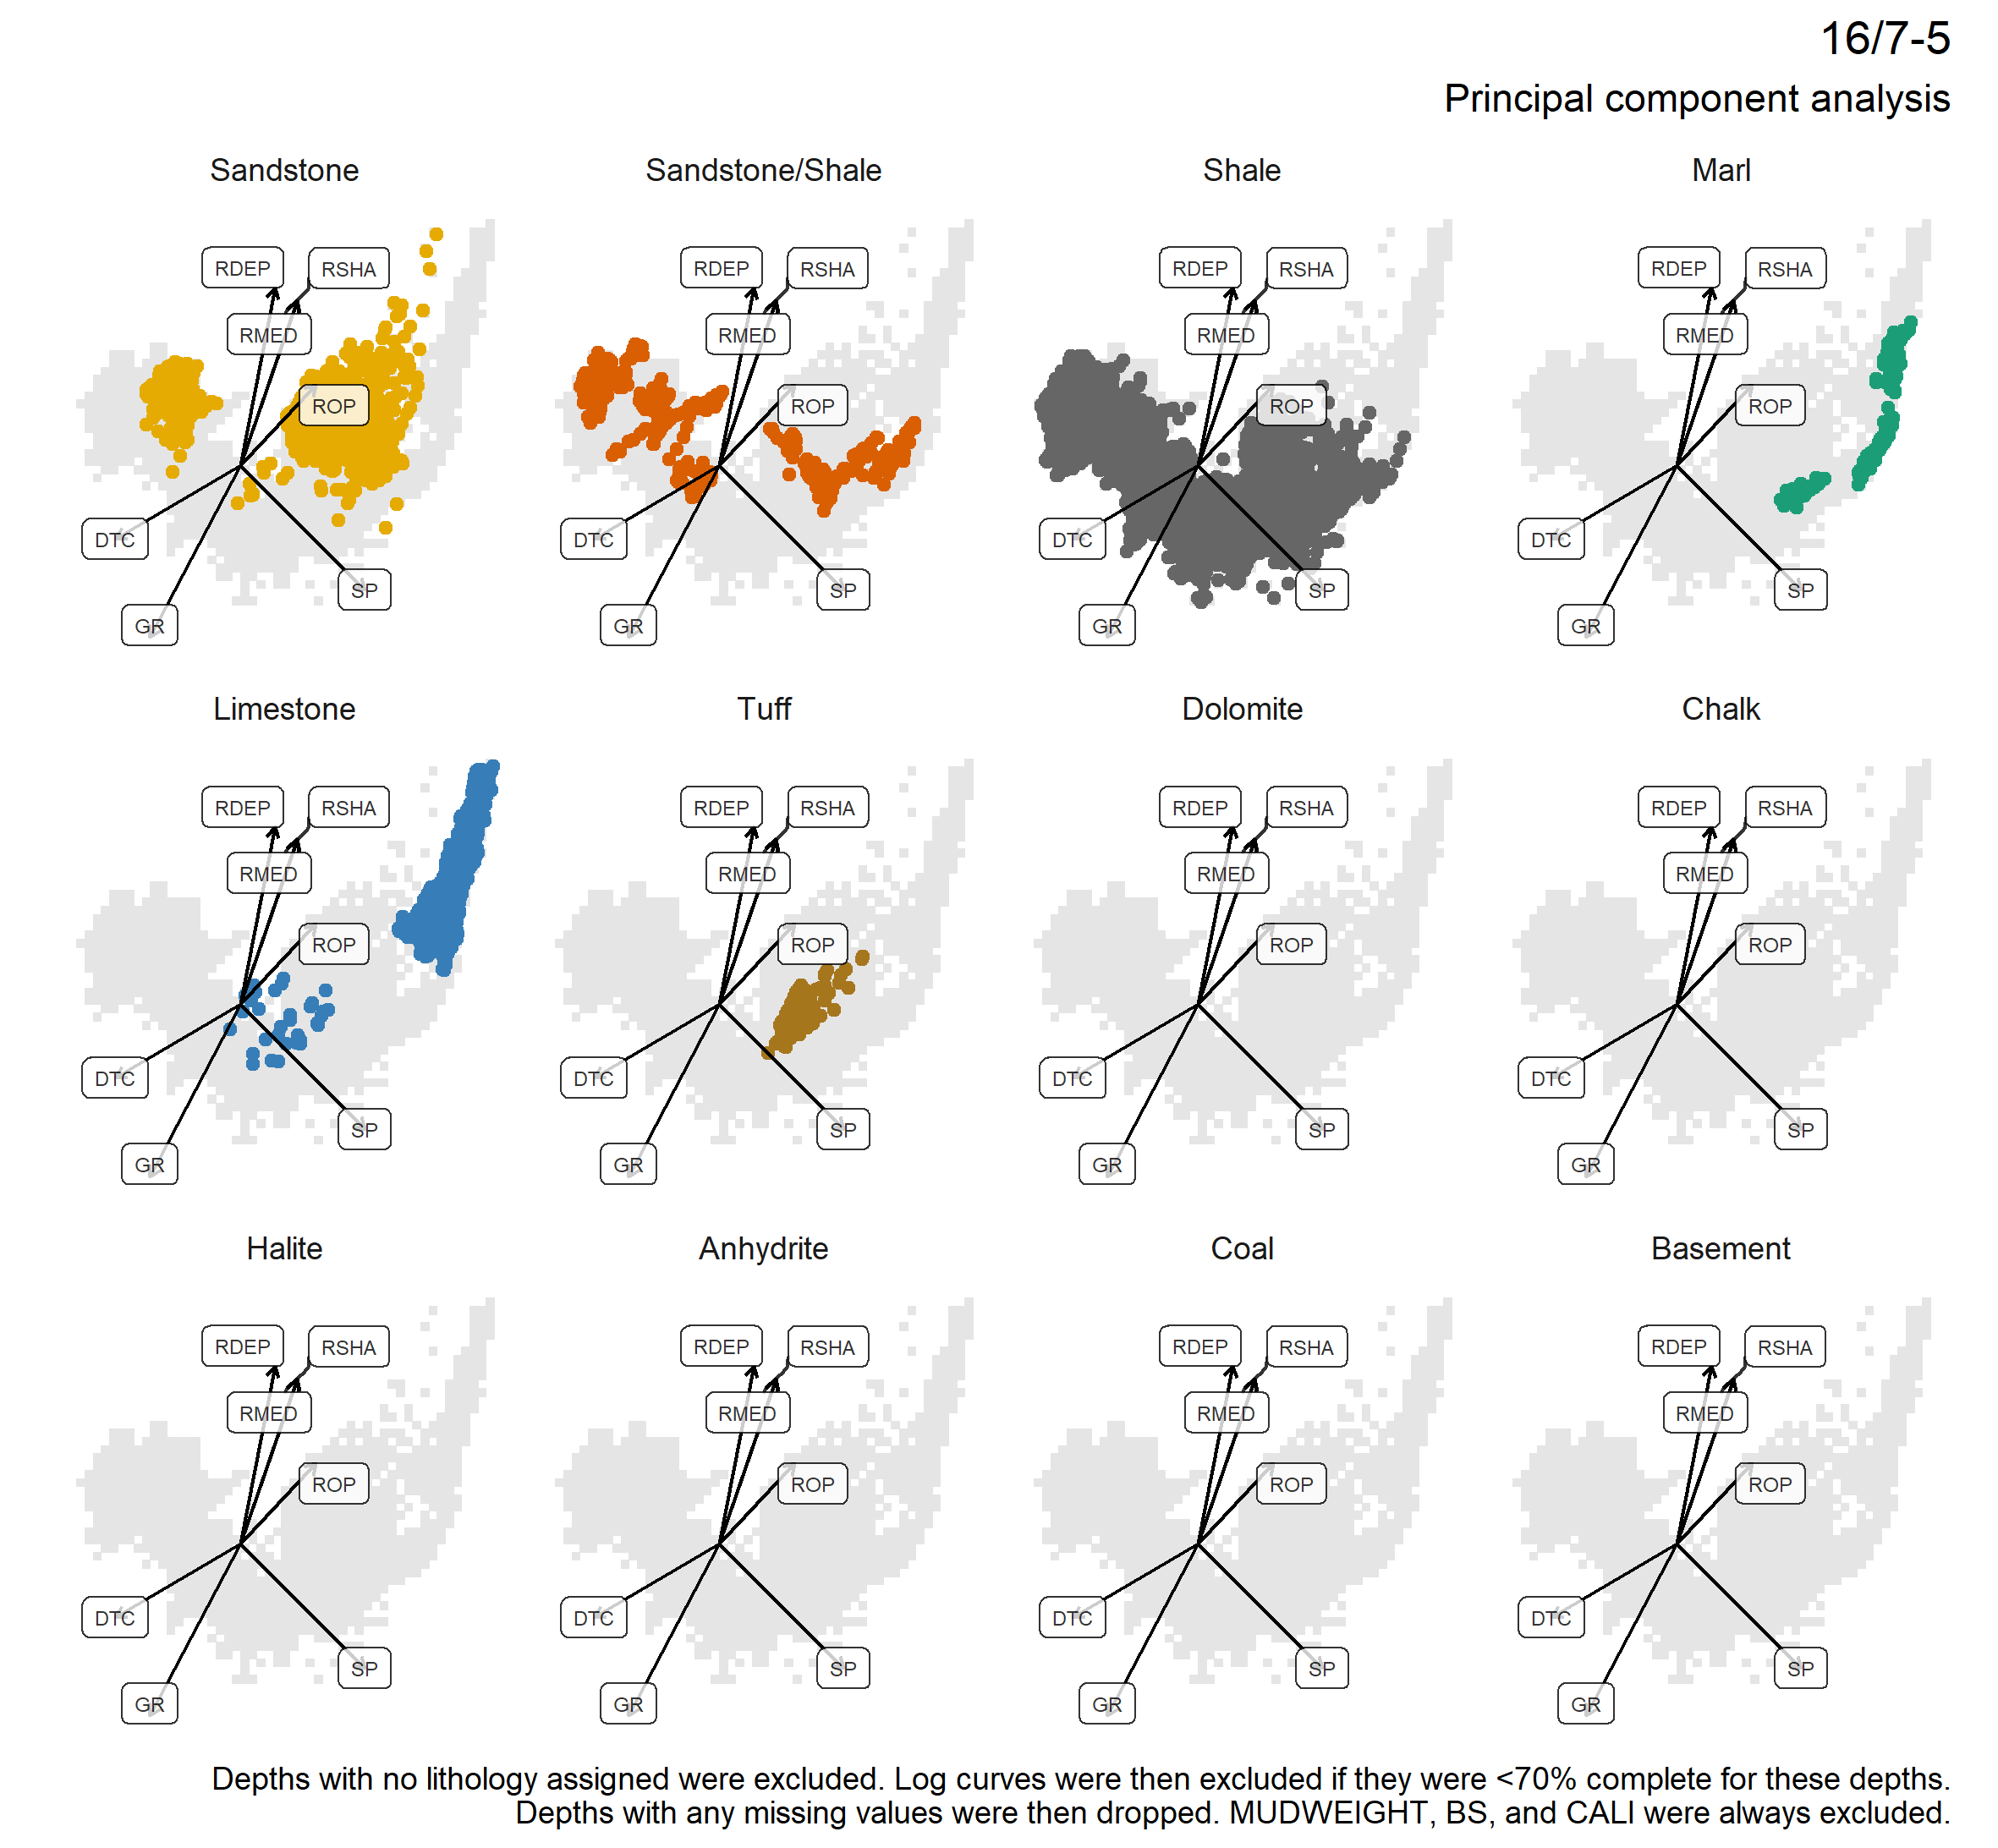 16/7-5
Principal component analysis
Sandstone
RDEP
RSHA
RMED
ROP
DTC
SP
GR
Sandstone/Shale
RDEP
RSHA
RMED
ROP
DTC
SP
GR
Shale
RDEP
RSHA
RMED
ROP
DTC
SP
GR
Marl
RDEP
RSHA
RMED
ROP
DTC
SP
GR
Limestone
RDEP
RSHA
RMED
ROP
DTC
SP
GR
Tuff
RDEP
RSHA
RMED
ROP
DTC
SP
GR
Dolomite
RDEP
RSHA
RMED
ROP
DTC
SP
GR
Chalk
RDEP
RSHA
RMED
ROP
DTC
SP
GR
Halite
RDEP
RSHA
RMED
ROP
DTC
SP
GR
Anhydrite
RDEP
RSHA
RMED
ROP
DTC
SP
GR
Coal
RDEP
RSHA
RMED
ROP
DTC
SP
GR
Basement
RDEP
RSHA
RMED
ROP
DTC
SP
GR
Depths with no lithology assigned were excluded. Log curves were then excluded if they were <70% complete for these depths.
Depths with any missing values were then dropped. MUDWEIGHT, BS, and CALI were always excluded.